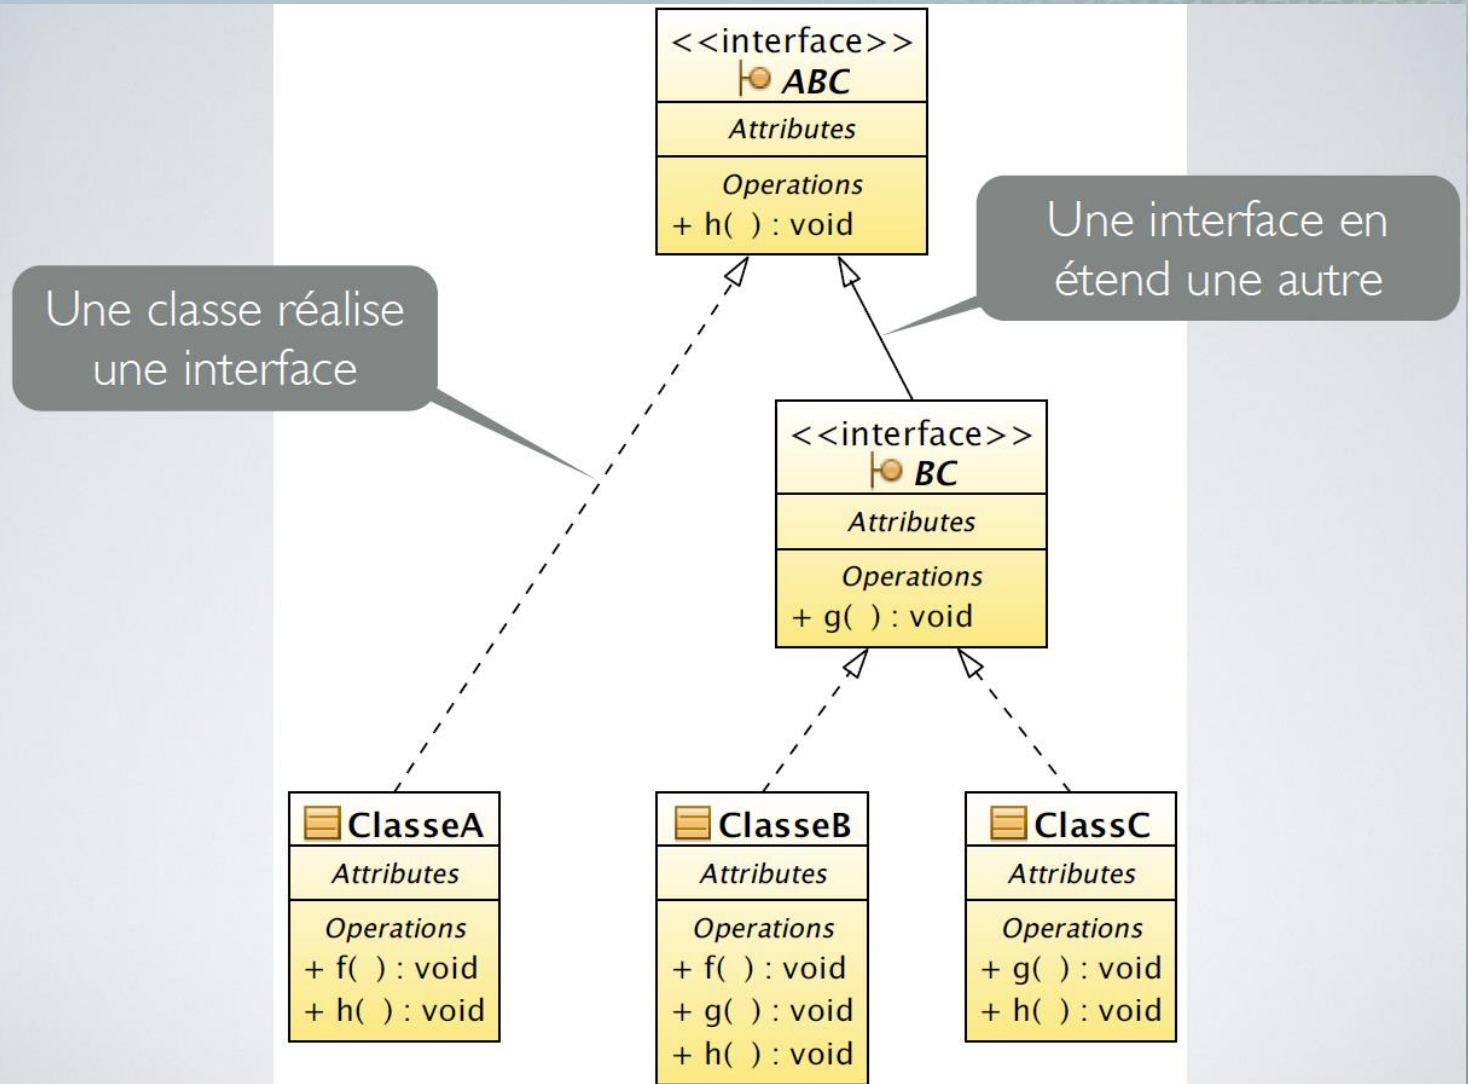 <<interface>>
ABC
Attributes
Operations
+ h( ) : void
Une interface en
étend une autre
Une classe réalise
une interface
<<interface>>
BC
Attributes
Operations
+ g( ) : void
ClasseA
Attributes
Operations
+ f( ) : void
+ h( ) : void
ClasseB
Attributes
Operations
+ f( ) : void
+ g( ) : void
+ h( ) : void
ClassC
Attributes
Operations
+ g( ) : void
+ h( ) : void